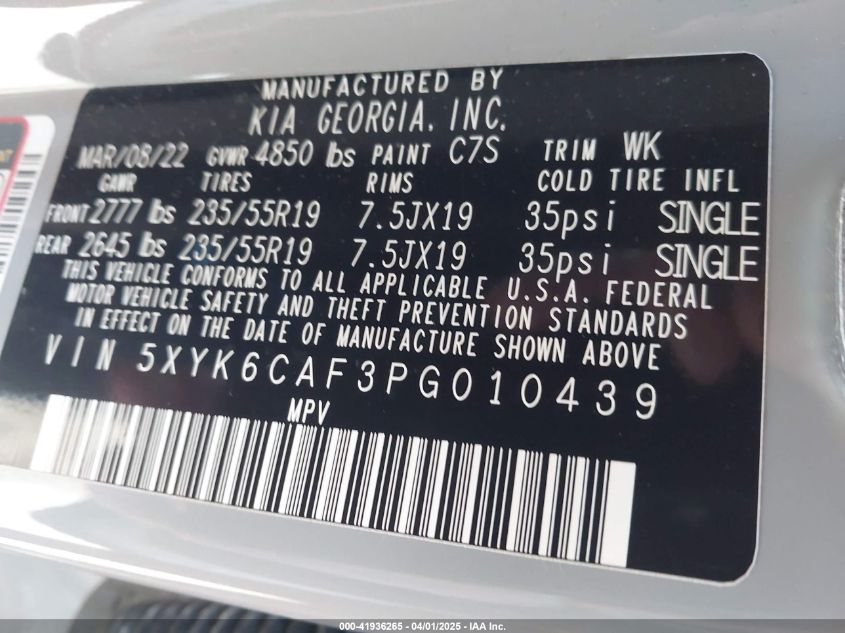 MANUFACTURED BY
KIA GEORGIA, INC.
MAR/08/22 GVWR 4850 lbs PAINT C7S TRIM WK
GAWR TIRES RIMS COLD TIRE INFL
FRONT 2777 lbs 235/55R19 7.5JX19 35psi SINGLE
REAR 2645 lbs 235/55R19 7.5JX19 35psi SINGLE
THIS VEHICLE CONFORMS TO ALL APPLICABLE U.S.A. FEDERAL
MOTOR VEHICLE SAFETY AND THEFT PREVENTION STANDARDS
IN EFFECT ON THE DATE OF MANUFACTURE SHOWN ABOVE
VIN 5XYK6CAF3PG010439
MPV
000-41936265 - 04/01/2025 - IAA Inc.